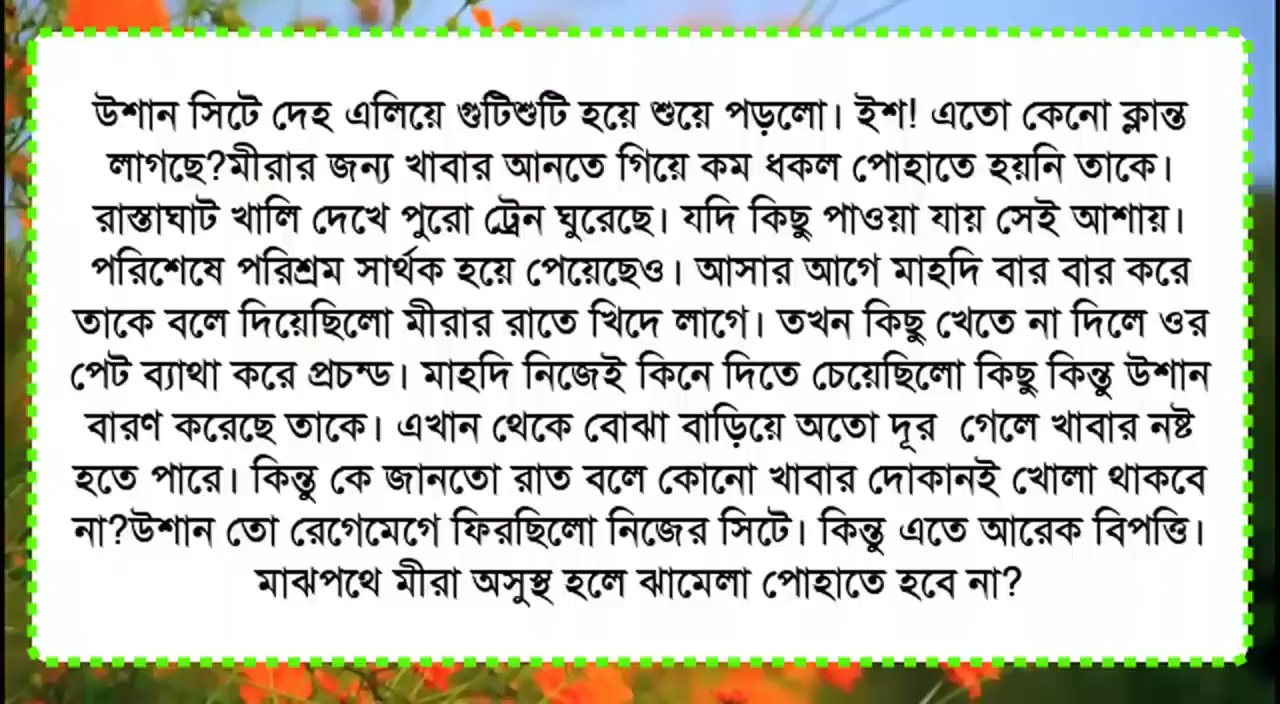 উশান সিটে দেহ এলিয়ে গুটিশুটি হয়ে শুয়ে পড়লো। ইশ! এতো কেনো ক্লান্ত
লাগছে?মীরার জন্য খাবার আনতে গিয়ে কম ধকল পোহাতে হয়নি তাকে।
রাস্তাঘাট খালি দেখে পুরো ট্রেন ঘুরেছে। যদি কিছু পাওয়া যায় সেই আশায়।
পরিশেষে পরিশ্রম সার্থক হয়ে পেয়েছেও। আসার আগে মাহদি বার বার করে
তাকে বলে দিয়েছিলো মীরার রাতে খিদে লাগে। তখন কিছু খেতে না দিলে ওর
পেট ব্যাথা করে প্রচন্ড। মাহদি নিজেই কিনে দিতে চেয়েছিলো কিছু কিন্তু উশান
বারণ করেছে তাকে। এখান থেকে বোঝা বাড়িয়ে অতো দূর গেলে খাবার নষ্ট
হতে পারে। কিন্তু কে জানতো রাত বলে কোনো খাবার দোকানই খোলা থাকবে
না?উশান তো রেগেমেগে ফিরছিলো নিজের সিটে। কিন্তু এতে আরেক বিপত্তি।
মাঝপথে মীরা অসুস্থ হলে ঝামেলা পোহাতে হবে না?